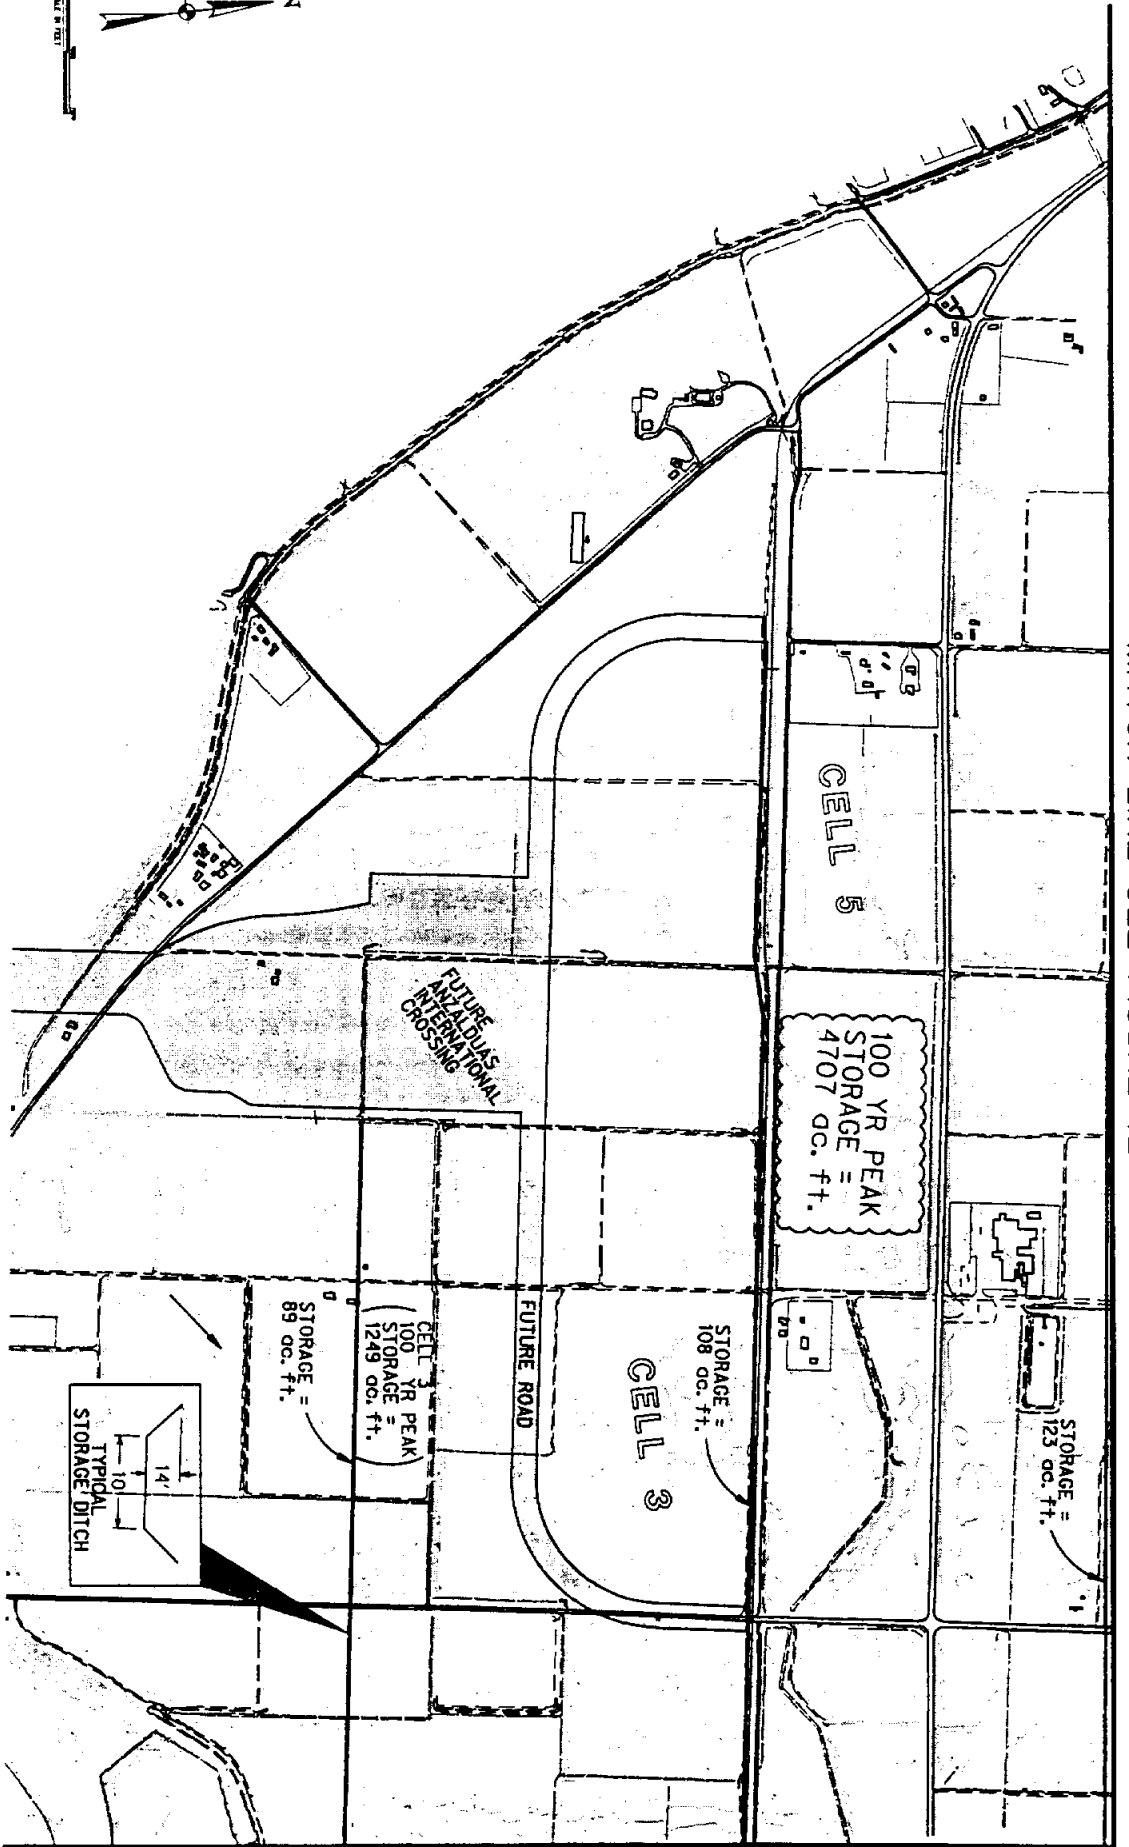 N
CELL 5
100 YR PEAK
STORAGE =
4707 ac. ft.
FUTURE
ANZALDUAS
INTERNATIONAL
CROSSING
STORAGE =
123 ac. ft.
STORAGE =
108 ac. ft.
CELL 3
FUTURE ROAD
CELL 3
100 YR PEAK
STORAGE =
1249 ac. ft.
STORAGE =
89 ac. ft.
14'
10'
TYPICAL
STORAGE DITCH